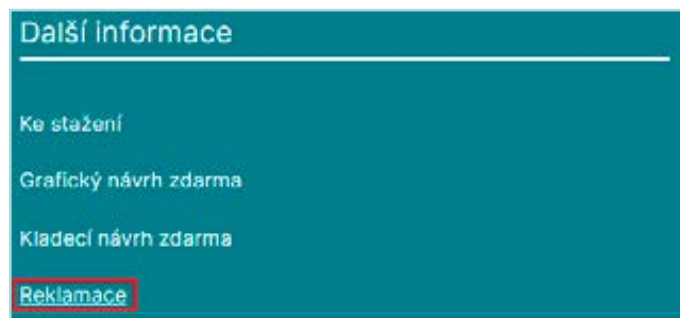 Další informace
Ke stažení
Grafický návrh zdarma
Kladecí návrh zdarma
Reklamace